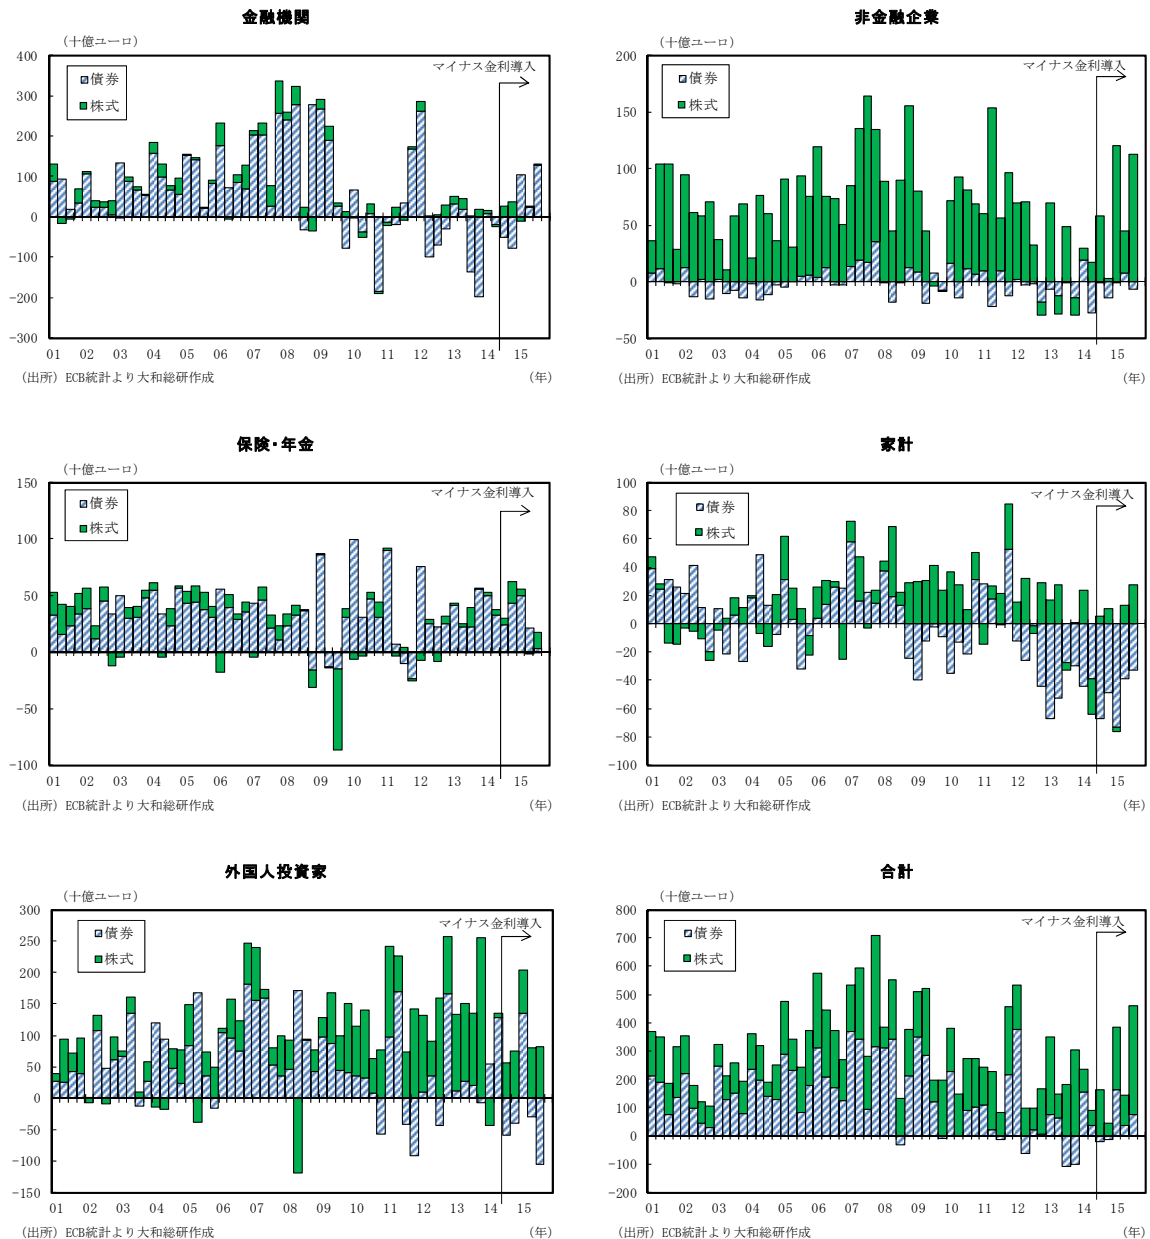 金融機関
（十億ユーロ）
マイナス金利導入
債券
株式
400
300
200
100
0
−100
−200
−300
01 02 03 04 05 06 07 08 09 10 11 12 13 14 15
（出所）ECB統計より大和総研作成 （年）
非金融企業
（十億ユーロ）
マイナス金利導入
債券
株式
200
150
100
50
0
−50
01 02 03 04 05 06 07 08 09 10 11 12 13 14 15
（出所）ECB統計より大和総研作成 （年）
保険・年金
（十億ユーロ）
マイナス金利導入
債券
株式
150
100
50
0
−50
−100
01 02 03 04 05 06 07 08 09 10 11 12 13 14 15
（出所）ECB統計より大和総研作成 （年）
家計
（十億ユーロ）
マイナス金利導入
債券
株式
100
80
60
40
20
0
−20
−40
−60
−80
−100
01 02 03 04 05 06 07 08 09 10 11 12 13 14 15
（出所）ECB統計より大和総研作成 （年）
外国人投資家
（十億ユーロ）
マイナス金利導入
債券
株式
300
250
200
150
100
50
0
−50
−100
−150
01 02 03 04 05 06 07 08 09 10 11 12 13 14 15
（出所）ECB統計より大和総研作成 （年）
合計
（十億ユーロ）
マイナス金利導入
債券
株式
800
700
600
500
400
300
200
100
0
−100
−200
01 02 03 04 05 06 07 08 09 10 11 12 13 14 15
（出所）ECB統計より大和総研作成 （年）